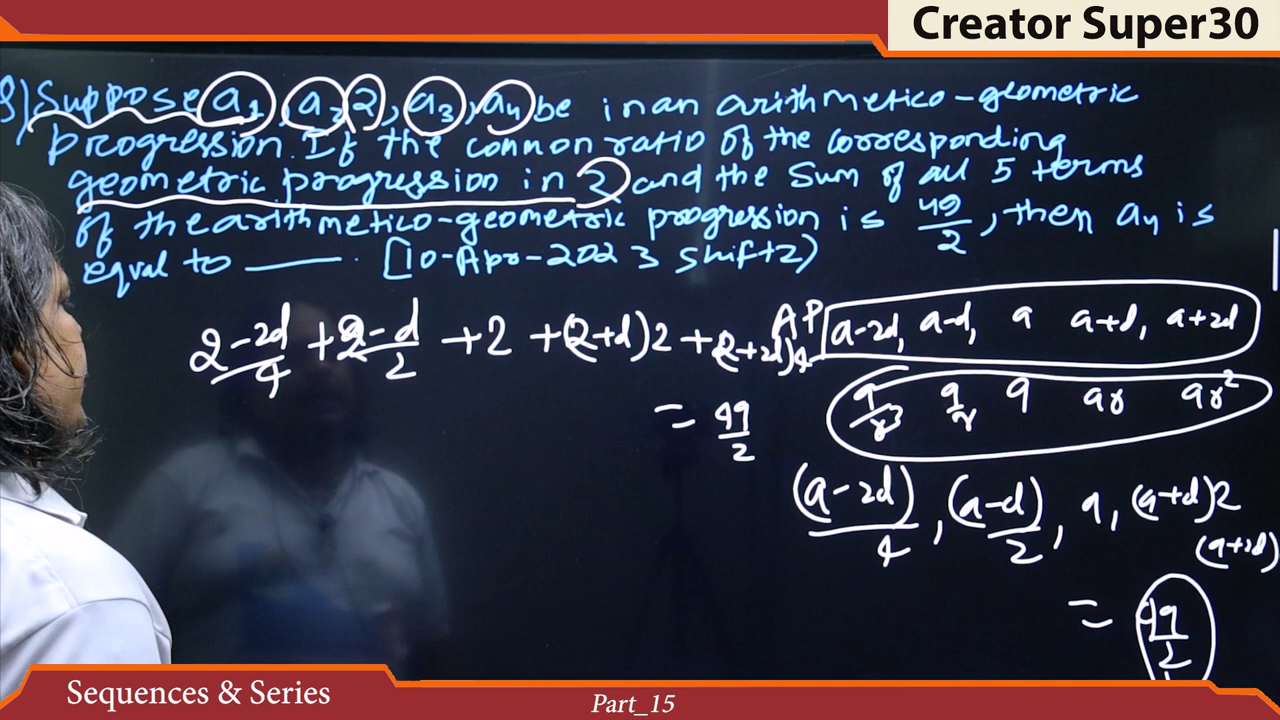 Creator Super30
Suppose a1, a2, 2, a3, a4 be in an arithmetico-geometric
progression. If the common ratio of the corresponding
geometric progression in 2 and the sum of all 5 terms
of the arithmetico-geometric progression is 49/2, then a4 is
equal to ____. [10-Apr-2023 shift 2)
2-2d/4 + 2-d/2 + 2 + (2+d)2 + (2+2d)4
= 49/2
AP a-2d, a-d, a a+d, a+2d
a/r a ar ar²
(a-2d)/4, (a-d)/2, a, (a+d)2
(a+2d)
= 49/2
Sequences & Series
Part_15